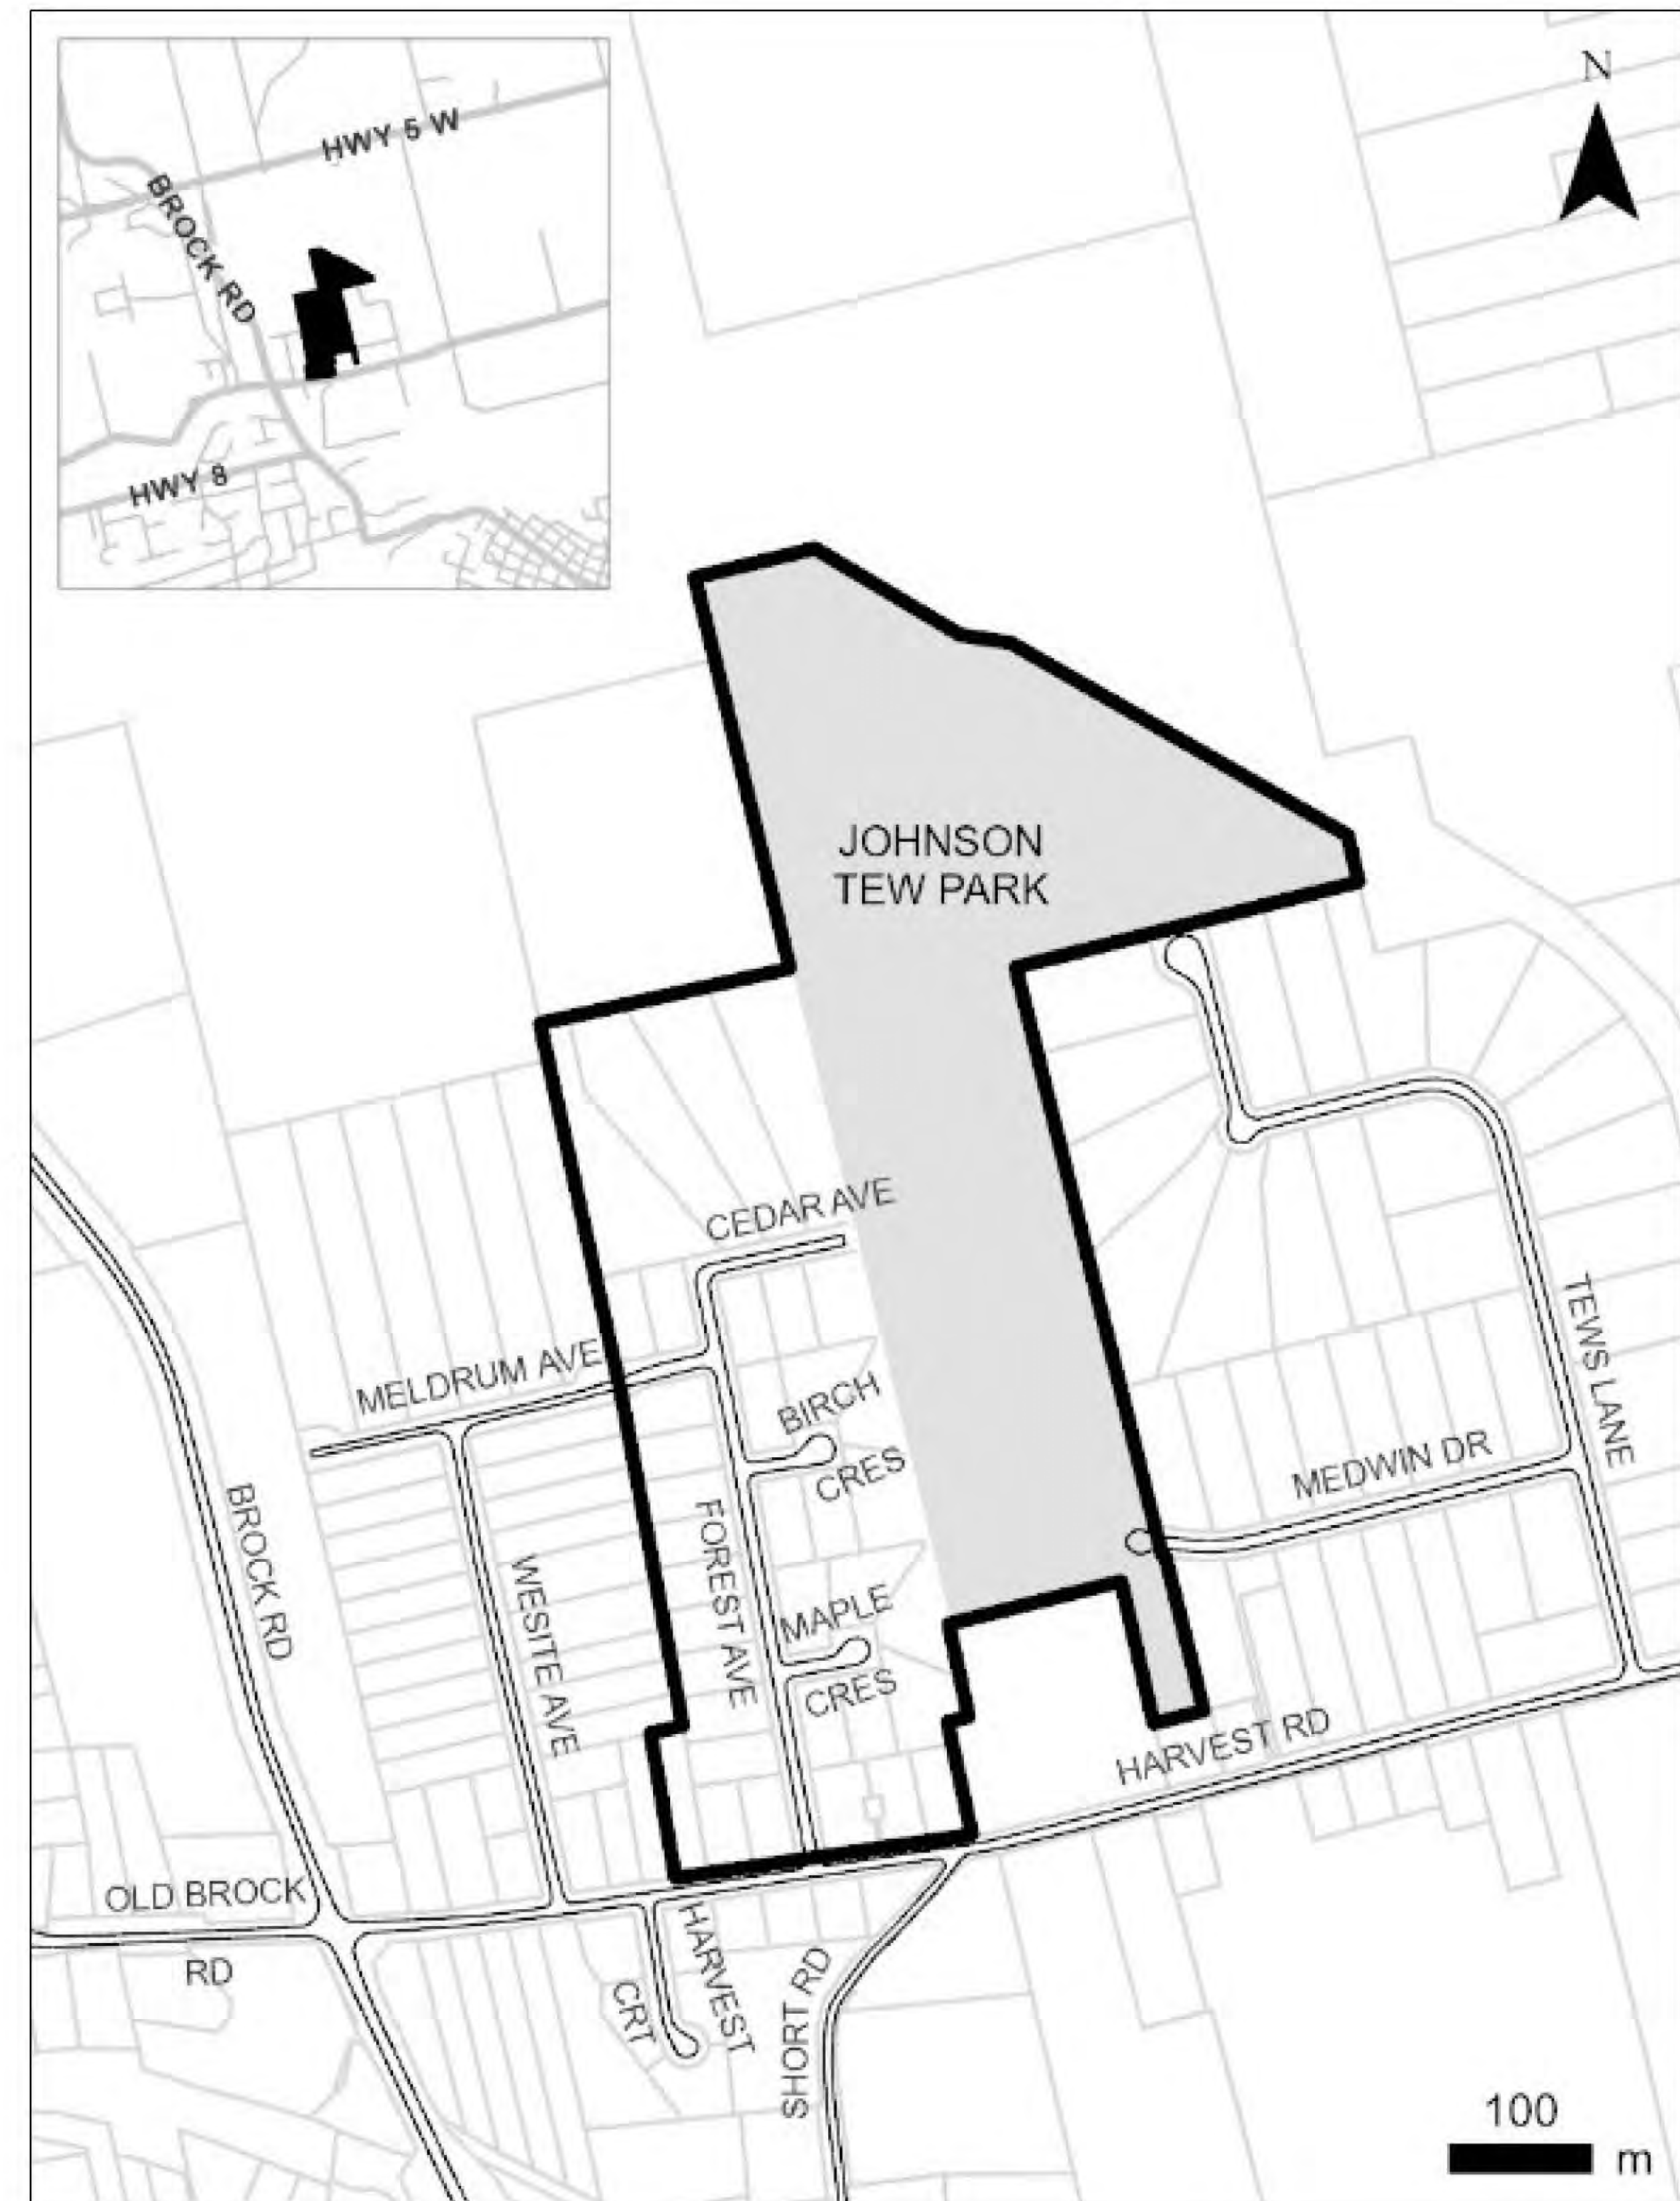 N
HWY 5 W
BROCK RD
HWY 8
JOHNSON
TEW PARK
CEDAR AVE
MELDRUM AVE
BIRCH
CRES
TEWS LANE
MEDWIN DR
BROCK RD
FOREST AVE
WESITE AVE
MAPLE
CRES
HARVEST RD
OLD BROCK
RD
HARVEST
CRT
SHORT RD
100
m